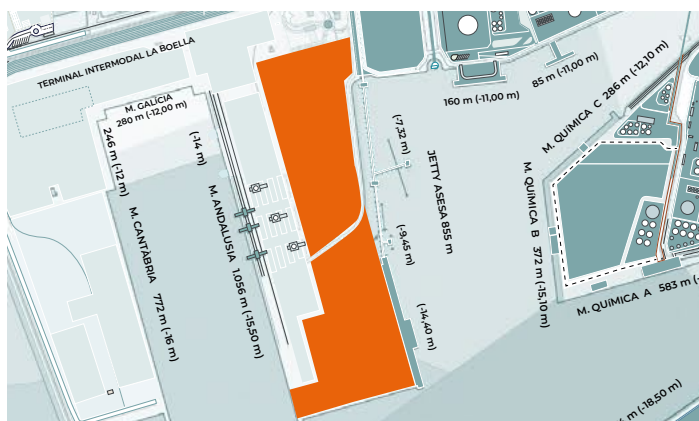 TERMINAL INTERMODAL LA BOELLA
M. GALICIA
280 m (-12,00 m)
246 m (-12 m)
(-14 m)
M. CANTÀBRIA 772 m (-16 m)
M. ANDALUSIA 1.056 m (-15,50 m)
(-7,32 m)
JETTY ASESA 855 m
(-9,45 m)
(-14,40 m)
160 m (-11,00 m)
85 m (-11,00 m)
M. QUÍMICA C 286 m (-12,10 m)
M. QUÍMICA B 372 m (-15,10 m)
M. QUÍMICA A 583 m
m (-18,50 m)